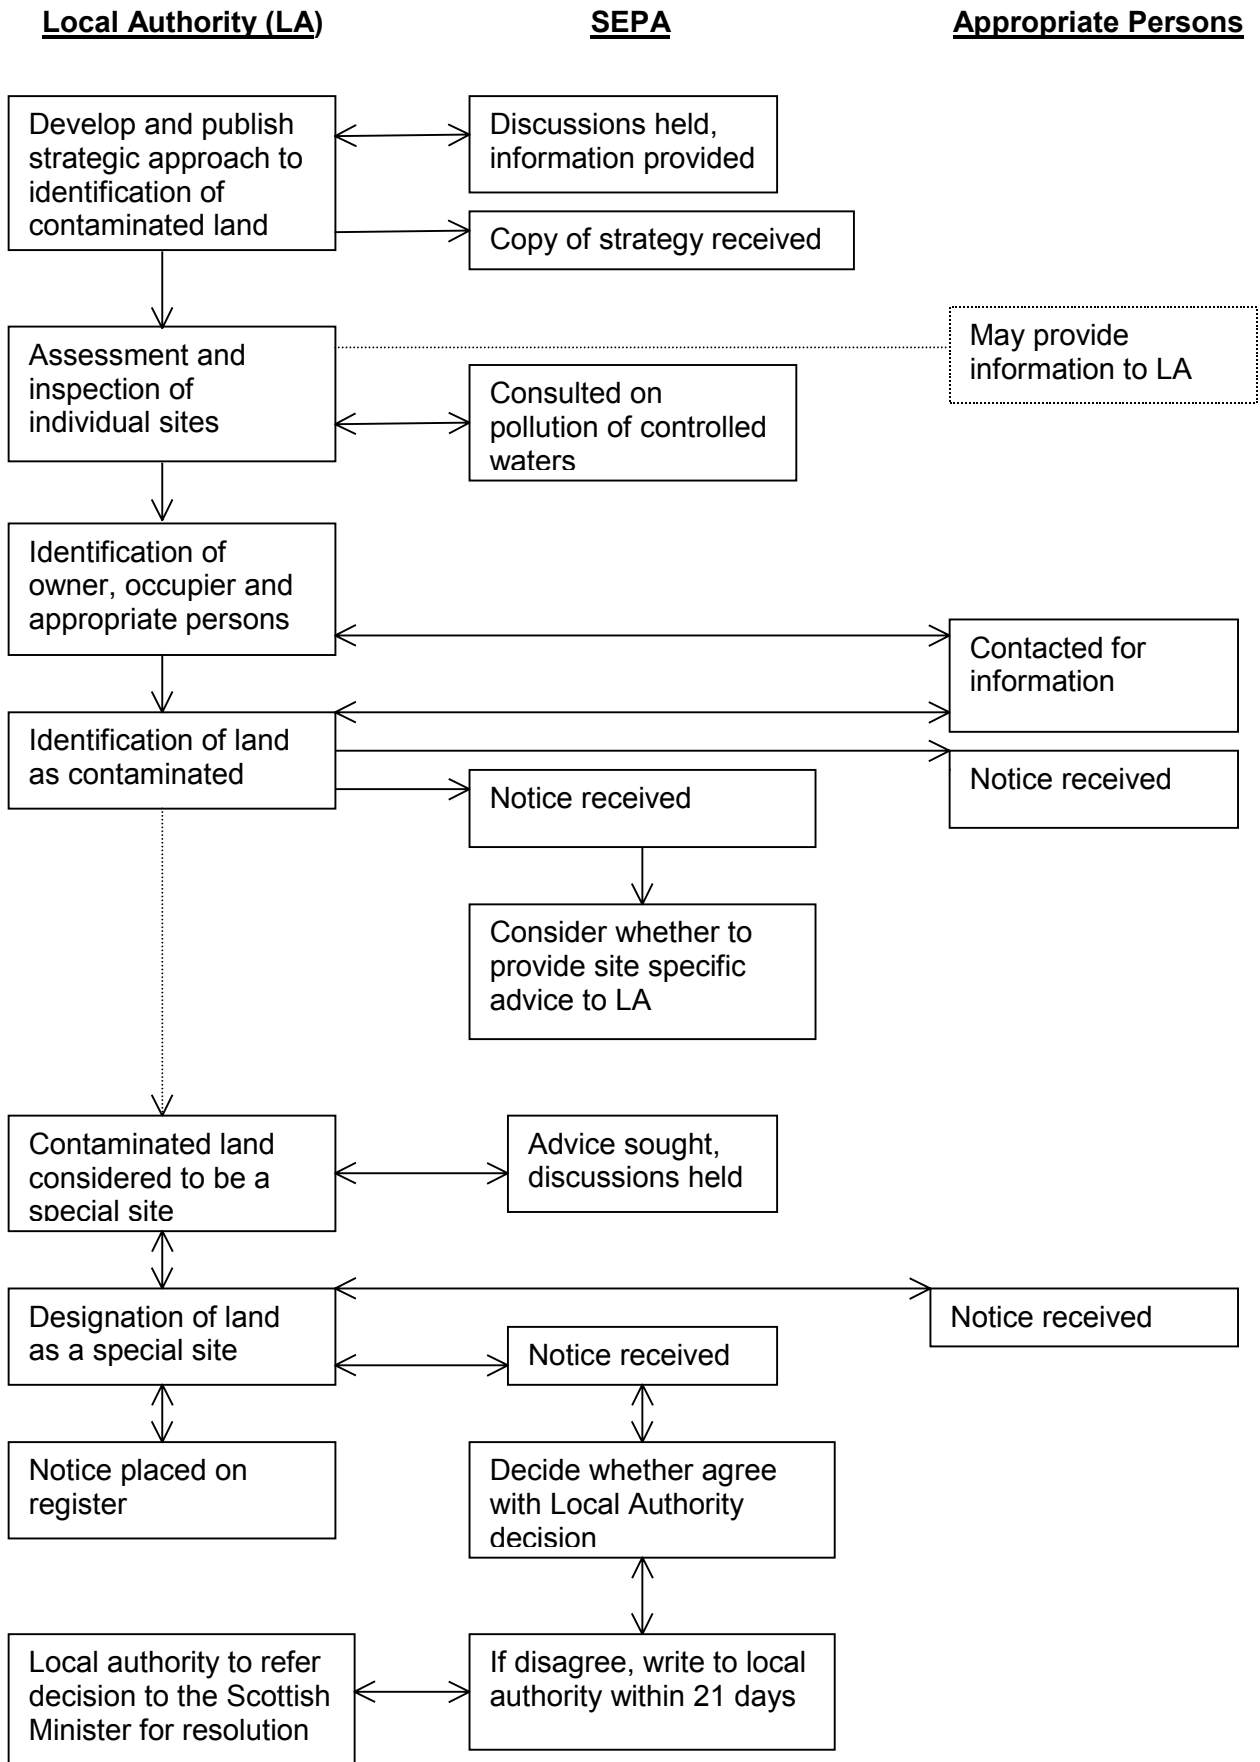 Local Authority (LA)
SEPA
Appropriate Persons
Develop and publish
strategic approach to
identification of
contaminated land
Discussions held,
information provided
Copy of strategy received
May provide
information to LA
Assessment and
inspection of
individual sites
Consulted on
pollution of controlled
waters
Identification of
owner, occupier and
appropriate persons
Contacted for
information
Identification of land
as contaminated
Notice received
Notice received
Consider whether to
provide site specific
advice to LA
Contaminated land
considered to be a
special site
Advice sought,
discussions held
Designation of land
as a special site
Notice received
Notice received
Notice placed on
register
Decide whether agree
with Local Authority
decision
Local authority to refer
decision to the Scottish
Minister for resolution
If disagree, write to local
authority within 21 days